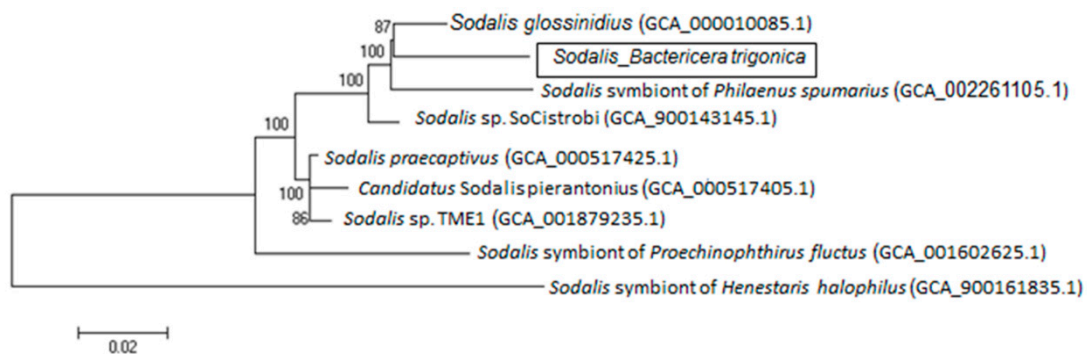 87
Sodalis glossinidius (GCA_000010085.1)
100
Sodalis_Bactericera trigonica
100
Sodalis svmbiont of Philaenus spumarius (GCA_002261105.1)
Sodalis sp. SoCistrobi (GCA_900143145.1)
100
Sodalis praecaptivus (GCA_000517425.1)
Candidatus Sodalis pierantonius (GCA_000517405.1)
100
86
Sodalis sp. TME1 (GCA_001879235.1)
Sodalis symbiont of Proechinophthirus fluctus (GCA_001602625.1)
Sodalis symbiont of Henestaris halophilus (GCA_900161835.1)
0.02